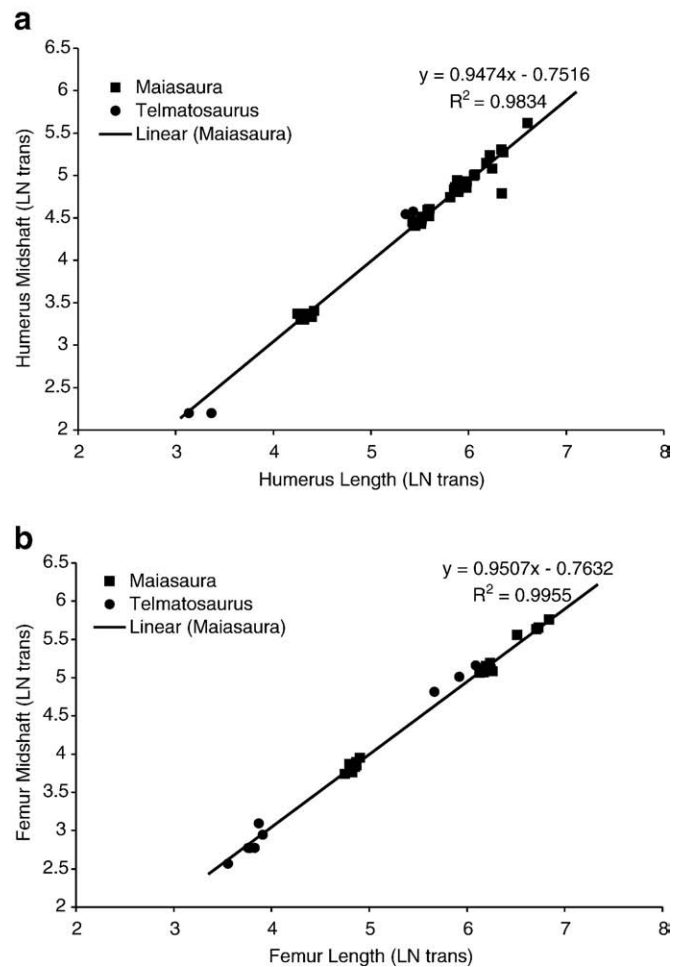 a
6.5
6
5.5
5
4.5
4
3.5
3
2.5
2
Humerus Midshaft (LN trans)
Maiasaura
Telmatosaurus
Linear (Maiasaura)
y = 0.9474x - 0.7516
R² = 0.9834
2 3 4 5 6 7 8
Humerus Length (LN trans)
b
6.5
6
5.5
5
4.5
4
3.5
3
2.5
2
Femur Midshaft (LN trans)
Maiasaura
Telmatosaurus
Linear (Maiasaura)
y = 0.9507x - 0.7632
R² = 0.9955
2 3 4 5 6 7 8
Femur Length (LN trans)